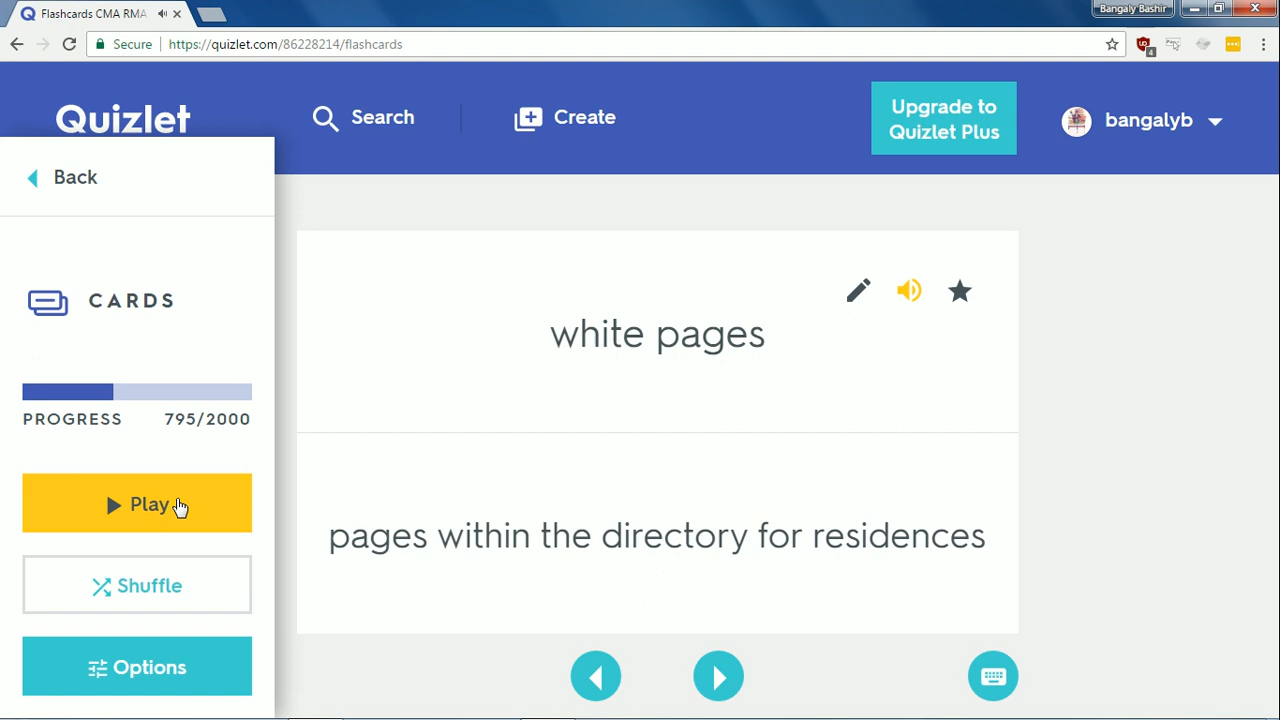 Flashcards CMA RMA
Bangaly Bashir
Secure
https://quizlet.com/86228214/flashcards
4
Quizlet
Search
Create
Upgrade to
Quizlet Plus
bangalyb
Back
CARDS
PROGRESS 795/2000
Play
Shuffle
Options
white pages
pages within the directory for residences